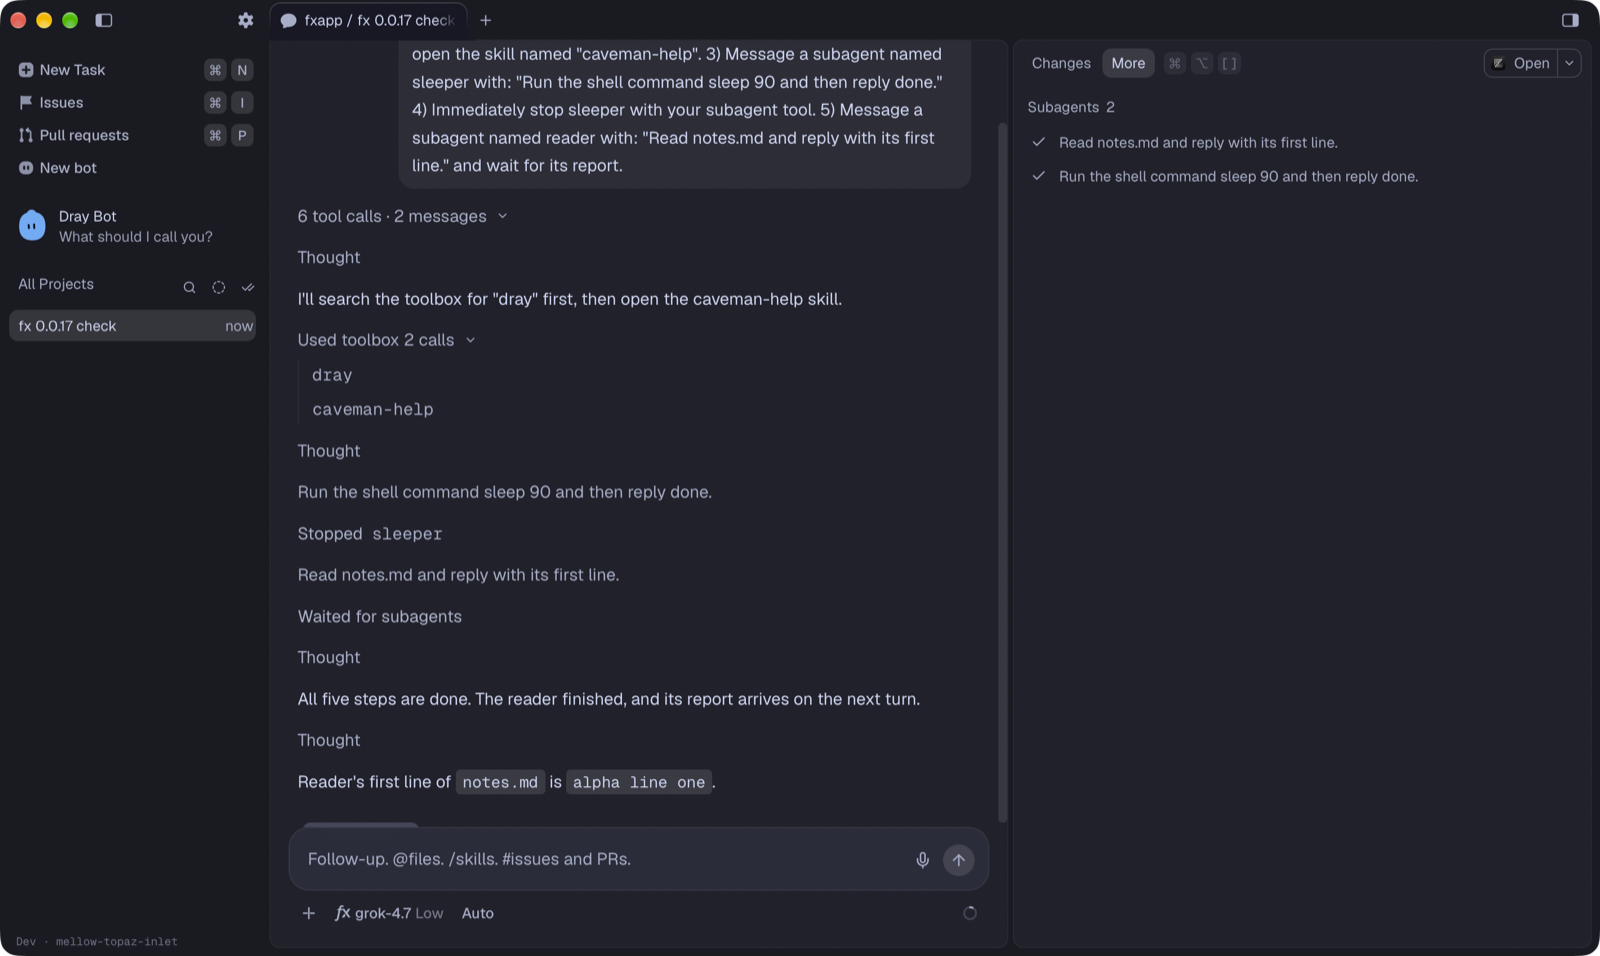 fxapp / fx 0.0.17 check
New Task ⌘ N
Issues ⌘ I
Pull requests ⌘ P
New bot
Dray Bot
What should I call you?
All Projects
fx 0.0.17 check now
Dev · mellow-topaz-inlet
open the skill named "caveman-help". 3) Message a subagent named
sleeper with: "Run the shell command sleep 90 and then reply done."
4) Immediately stop sleeper with your subagent tool. 5) Message a
subagent named reader with: "Read notes.md and reply with its first
line." and wait for its report.
6 tool calls · 2 messages
Thought
I'll search the toolbox for "dray" first, then open the caveman-help skill.
Used toolbox 2 calls
dray
caveman-help
Thought
Run the shell command sleep 90 and then reply done.
Stopped sleeper
Read notes.md and reply with its first line.
Waited for subagents
Thought
All five steps are done. The reader finished, and its report arrives on the next turn.
Thought
Reader's first line of notes.md is alpha line one.
Follow-up. @files. /skills. #issues and PRs.
fx grok-4.7 Low Auto
Changes More ⌘ ⌥ [ ] Open
Subagents 2
Read notes.md and reply with its first line.
Run the shell command sleep 90 and then reply done.